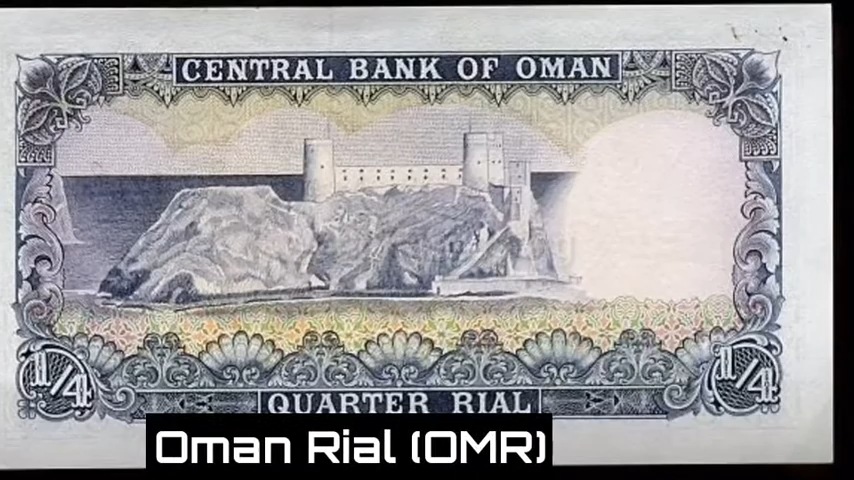 CENTRAL BANK OF OMAN
1/4
1/4
QUARTER RIAL
Oman Rial (OMR)